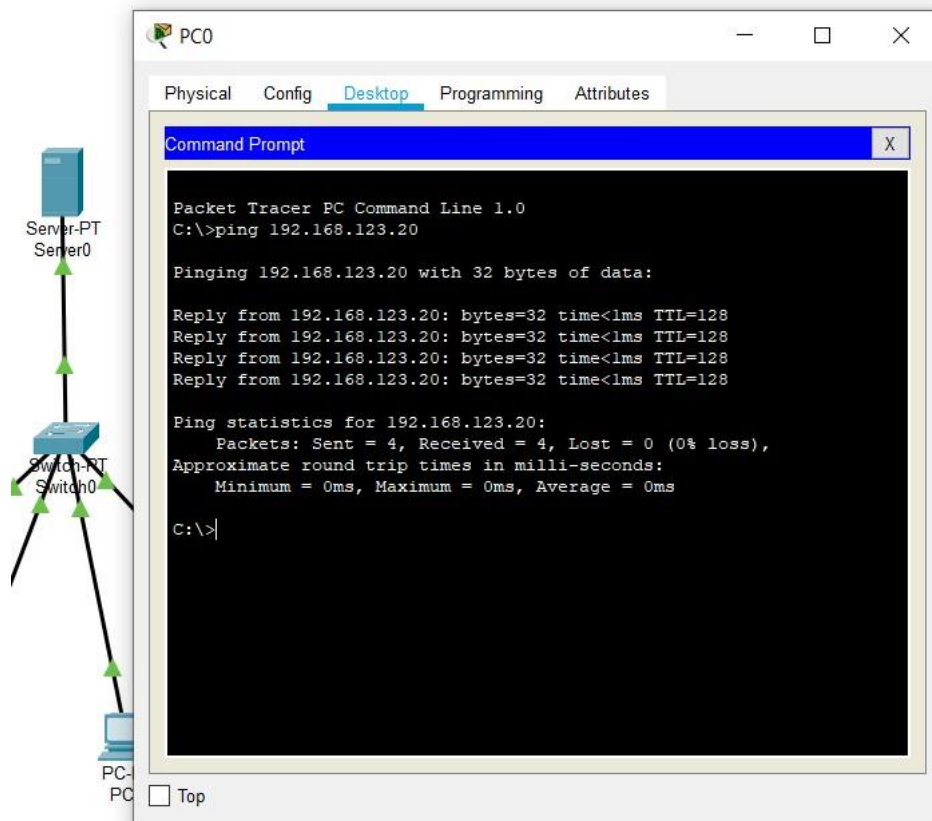 PC0
Physical Config Desktop Programming Attributes
Command Prompt
X
Packet Tracer PC Command Line 1.0
C:\>ping 192.168.123.20
Pinging 192.168.123.20 with 32 bytes of data:
Reply from 192.168.123.20: bytes=32 time<1ms TTL=128
Reply from 192.168.123.20: bytes=32 time<1ms TTL=128
Reply from 192.168.123.20: bytes=32 time<1ms TTL=128
Reply from 192.168.123.20: bytes=32 time<1ms TTL=128
Ping statistics for 192.168.123.20:
Packets: Sent = 4, Received = 4, Lost = 0 (0% loss),
Approximate round trip times in milli-seconds:
Minimum = 0ms, Maximum = 0ms, Average = 0ms
C:\>
Top
Server-PT
Server0
Switch-PT
Switch0
PC-
PC